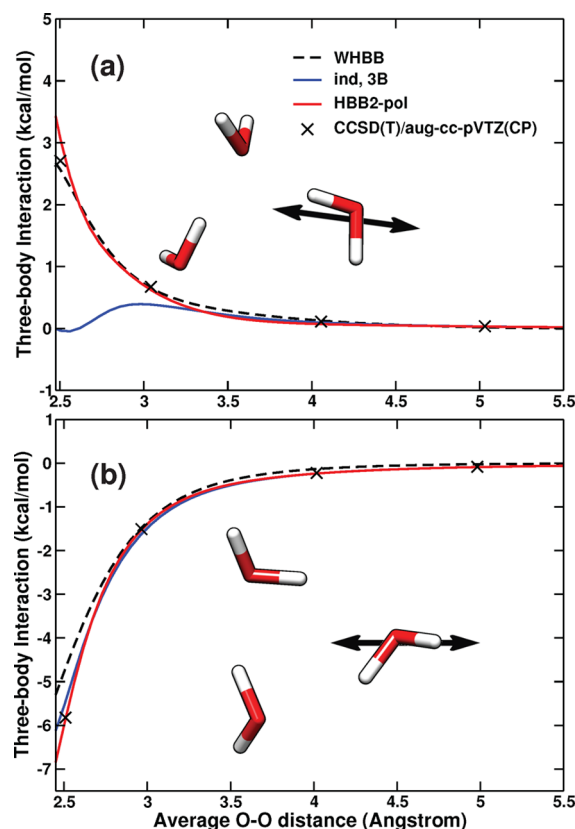 5
(a)
WHBB
4
ind, 3B
HBB2-pol
3
CCSD(T)/aug-cc-pVTZ(CP)
2
1
0
-1
Three-body Interaction (kcal/mol)
2.5 3 3.5 4 4.5 5 5.5
1
0
(b)
-1
-2
-3
-4
-5
-6
-7
Three-body Interaction (kcal/mol)
2.5 3 3.5 4 4.5 5 5.5
Average O-O distance (Angstrom)